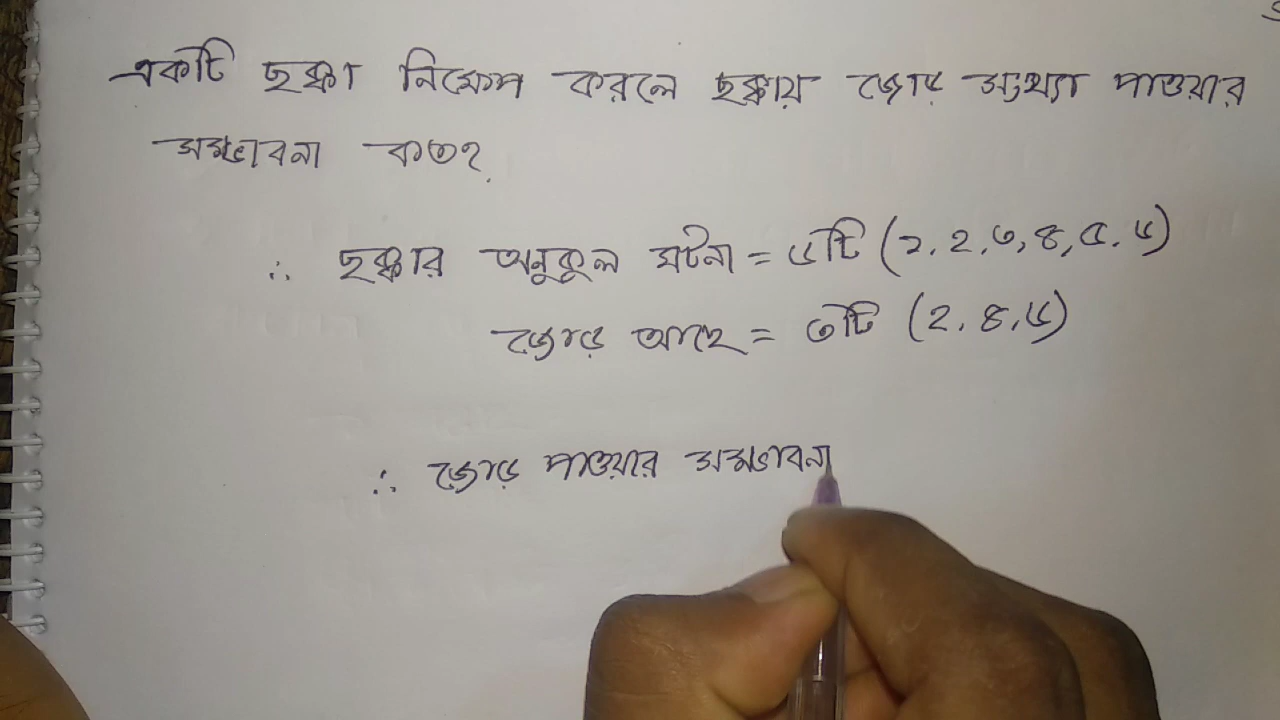 একটি ছক্কা নিক্ষেপ করলে ছক্কায় জোড় সংখ্যা পাওয়ার
সম্ভাবনা কত?
∴ ছক্কার অনুকুল ঘটনা = ৬টি (১, ২, ৩, ৪, ৫, ৬)
জোড় আছে = ৩টি (২, ৪, ৬)
∴ জোড় পাওয়ার সম্ভাবনা